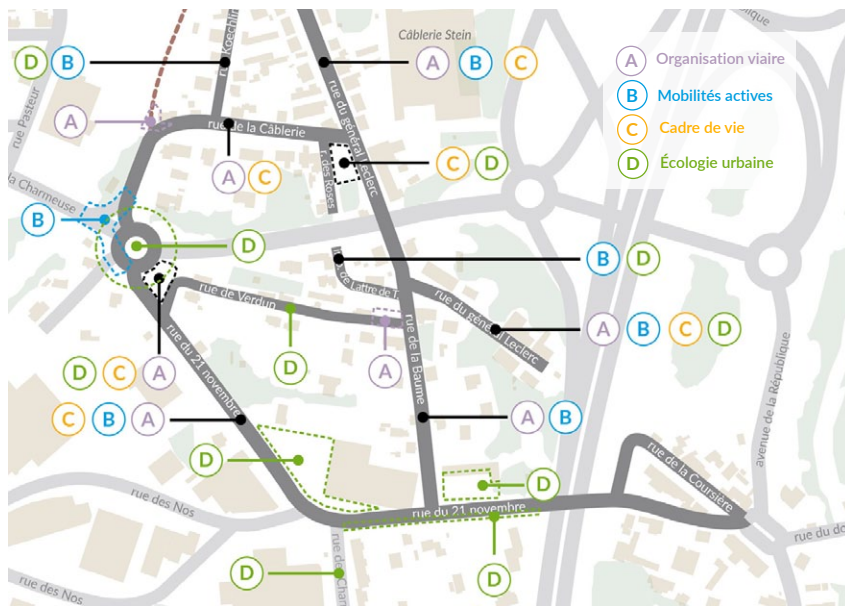 Câblerie Stein
publique
A Organisation viaire
B Mobilités actives
C Cadre de vie
D Écologie urbaine
D B
rue Koechlin
A B C
rue Pasteur
A
rue de la Câblerie
rue du général Leclerc
A C
r. des Roses
C D
la Charmeuse
B
D
B D
de Lattre de T.
rue de Verdun
rue du général Leclerc
A B C D
D
A
rue de la Baume
avenue de la République
D C A
rue du 21 novembre
C B A
A B
D
D
rue de la Coursière
rue des Nos
rue du 21 novembre
rue du
D
D
rue des Nos